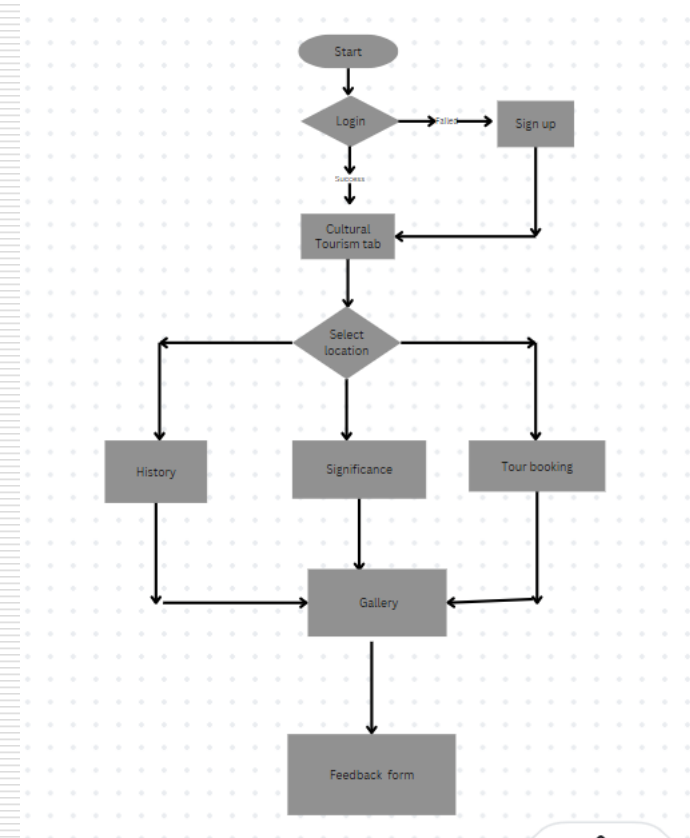 Start
Login
Failed
Sign up
Success
Cultural
Tourism tab
Select
location
History
Significance
Tour booking
Gallery
Feedback form